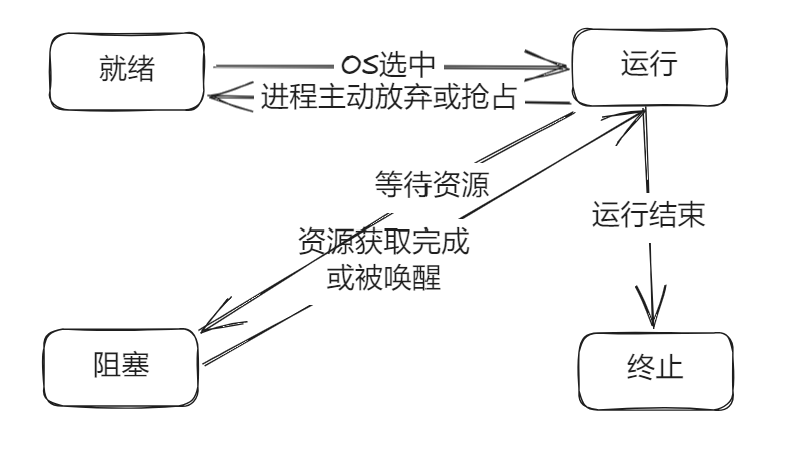 就绪
OS选中
运行
进程主动放弃或抢占
等待资源
运行结束
资源获取完成
或被唤醒
阻塞
终止